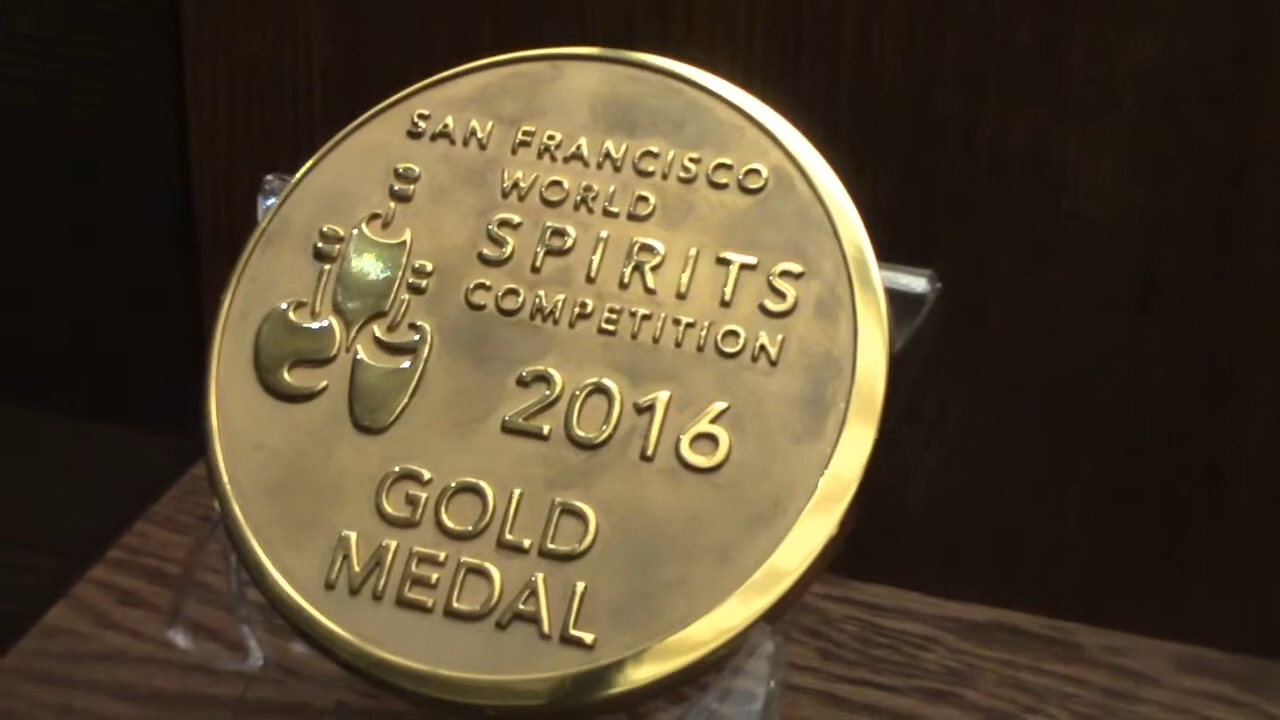 SAN FRANCISCO
WORLD
SPIRITS
COMPETITION
2016
GOLD
MEDAL